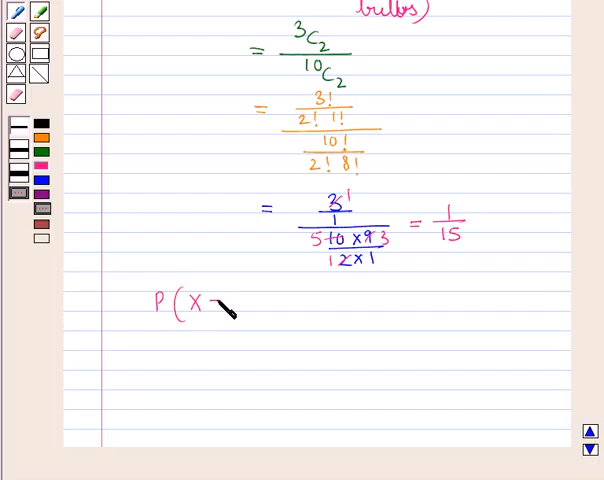 bulbs)
= ³C₂ / ¹⁰C₂
= (3! / 2! 1!) / (10! / 2! 8!)
= (3 1 / 1) / (5 10 × 9 3 / 1 2 × 1) = 1/15
P ( X -